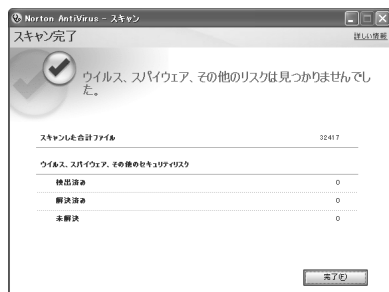 Norton AntiVirus - スキャン
スキャン完了
詳しい情報
ウイルス、スパイウェア、その他のリスクは見つかりませんでし
た。
スキャンした合計ファイル 32417
ウイルス、スパイウェア、その他のセキュリティリスク
検出済み 0
解決済み 0
未解決 0
完了(F)